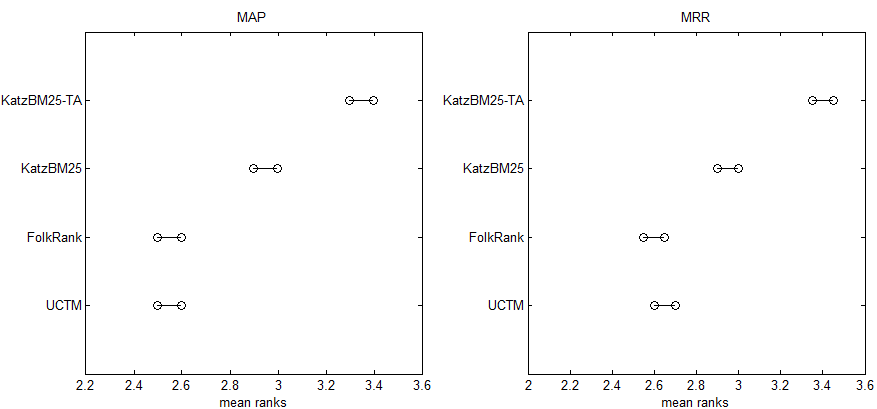 MAP
KatzBM25-TA
KatzBM25
FolkRank
UCTM
2.2 2.4 2.6 2.8 3 3.2 3.4 3.6
mean ranks
MRR
KatzBM25-TA
KatzBM25
FolkRank
UCTM
2 2.2 2.4 2.6 2.8 3 3.2 3.4 3.6
mean ranks